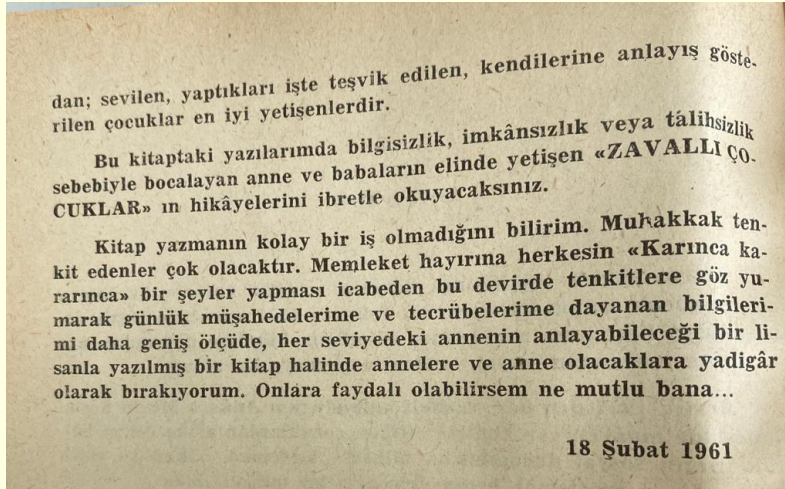 dan; sevilen, yaptıkları işte teşvik edilen, kendilerine anlayış göste-
rilen çocuklar en iyi yetişenlerdir.
Bu kitaptaki yazılarımda bilgisizlik, imkânsızlık veya tâlihsizlik
sebebiyle bocalayan anne ve babaların elinde yetişen «ZAVALLI ÇO-
CUKLAR» ın hikâyelerini ibretle okuyacaksınız.
Kitap yazmanın kolay bir iş olmadığını bilirim. Muhakkak ten-
kit edenler çok olacaktır. Memleket hayırına herkesin «Karınca ka-
rarınca» bir şeyler yapması icabeden bu devirde tenkitlere göz yu-
marak günlük müşahedelerime ve tecrübelerime dayanan bilgileri-
mi daha geniş ölçüde, her seviyedeki annenin anlayabileceği bir li-
sanla yazılmış bir kitap halinde annelere ve anne olacaklara yadigâr
olarak bırakıyorum. Onlara faydalı olabilirsem ne mutlu bana...
18 Şubat 1961